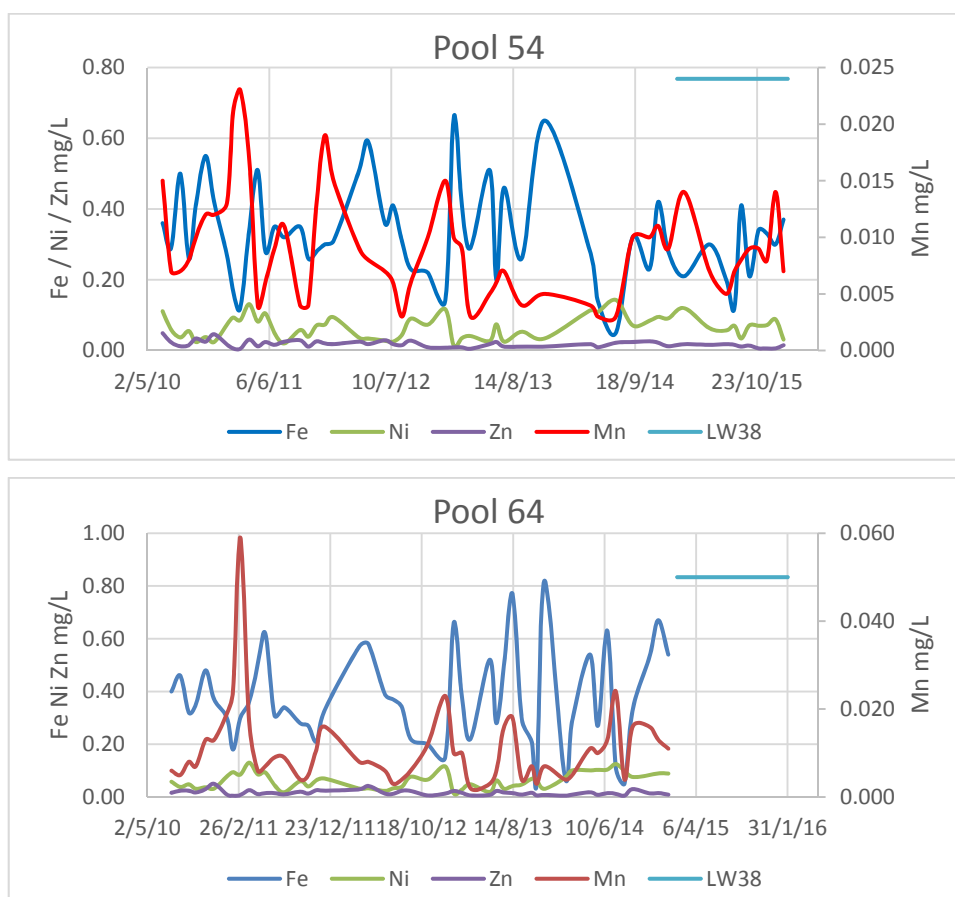 Pool 54
0.80
0.60
0.40
0.20
0.00
Fe / Ni / Zn mg/L
0.025
0.020
0.015
0.010
0.005
0.000
Mn mg/L
2/5/10 6/6/11 10/7/12 14/8/13 18/9/14 23/10/15
Fe Ni Zn Mn LW38
Pool 64
1.00
0.80
0.60
0.40
0.20
0.00
Fe Ni Zn mg/L
0.060
0.040
0.020
0.000
Mn mg/L
2/5/10 26/2/11 23/12/11 18/10/12 14/8/13 10/6/14 6/4/15 31/1/16
Fe Ni Zn Mn LW38